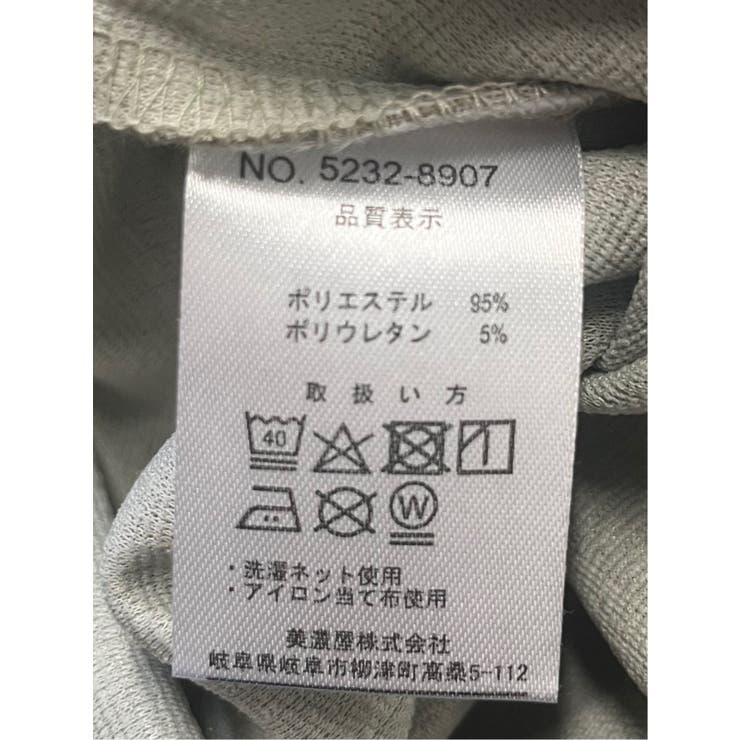 NO. 5232-8907
品質表示
ポリエステル 95%
ポリウレタン 5%
取扱い方
40
W
・洗濯ネット使用
・アイロン当て布使用
美濃屋株式会社
岐阜県岐阜市柳津町高桑5-112